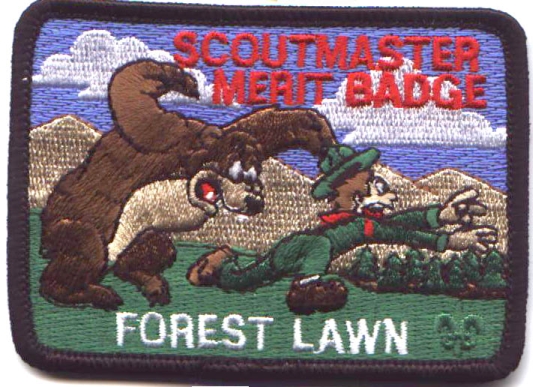 SCOUTMASTER
MERIT BADGE
FOREST LAWN